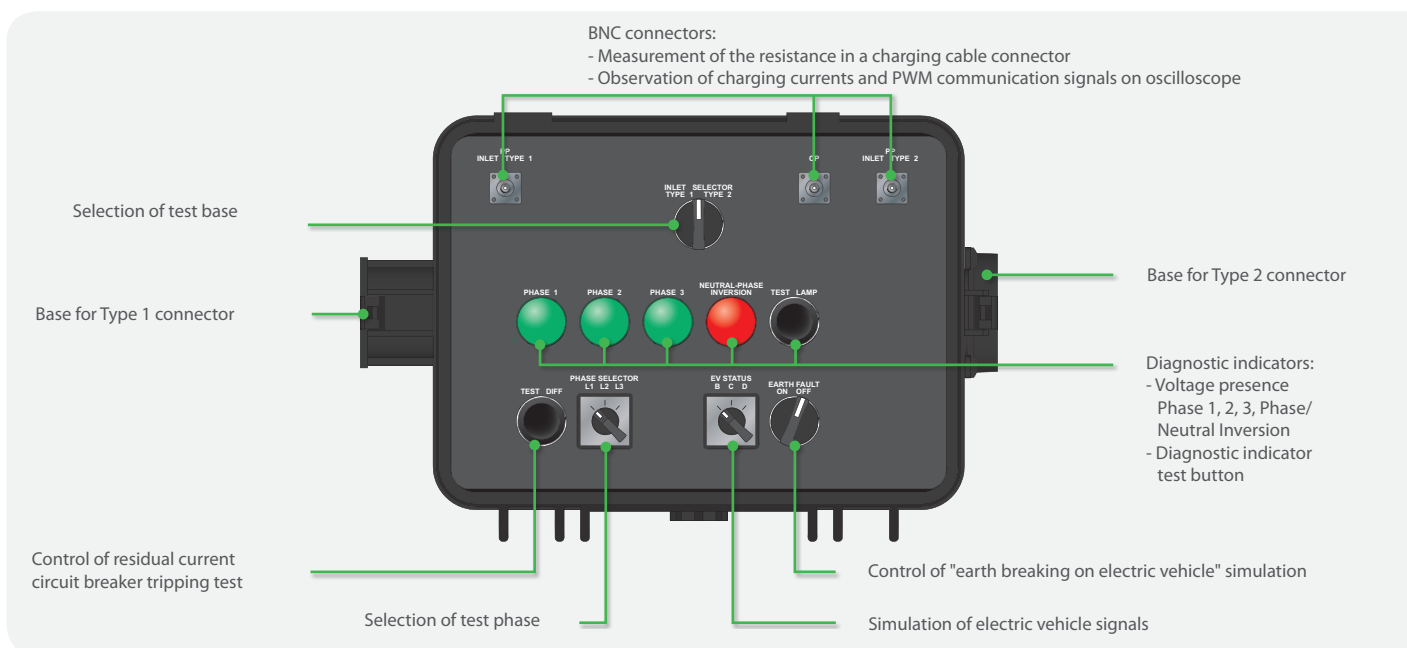 BNC connectors:
- Measurement of the resistance in a charging cable connector
- Observation of charging currents and PWM communication signals on oscilloscope
PP
INLET TYPE 1
CP
PP
INLET TYPE 2
INLET SELECTOR
TYPE 1 TYPE 2
Selection of test base
Base for Type 2 connector
Base for Type 1 connector
PHASE 1
PHASE 2
PHASE 3
NEUTRAL-PHASE
INVERSION
TEST LAMP
Diagnostic indicators:
- Voltage presence
Phase 1, 2, 3, Phase/
Neutral Inversion
- Diagnostic indicator
test button
TEST DIFF
PHASE SELECTOR
L1 L2 L3
EV STATUS
B C D
EARTH FAULT
ON OFF
Control of residual current
circuit breaker tripping test
Control of "earth breaking on electric vehicle" simulation
Selection of test phase
Simulation of electric vehicle signals